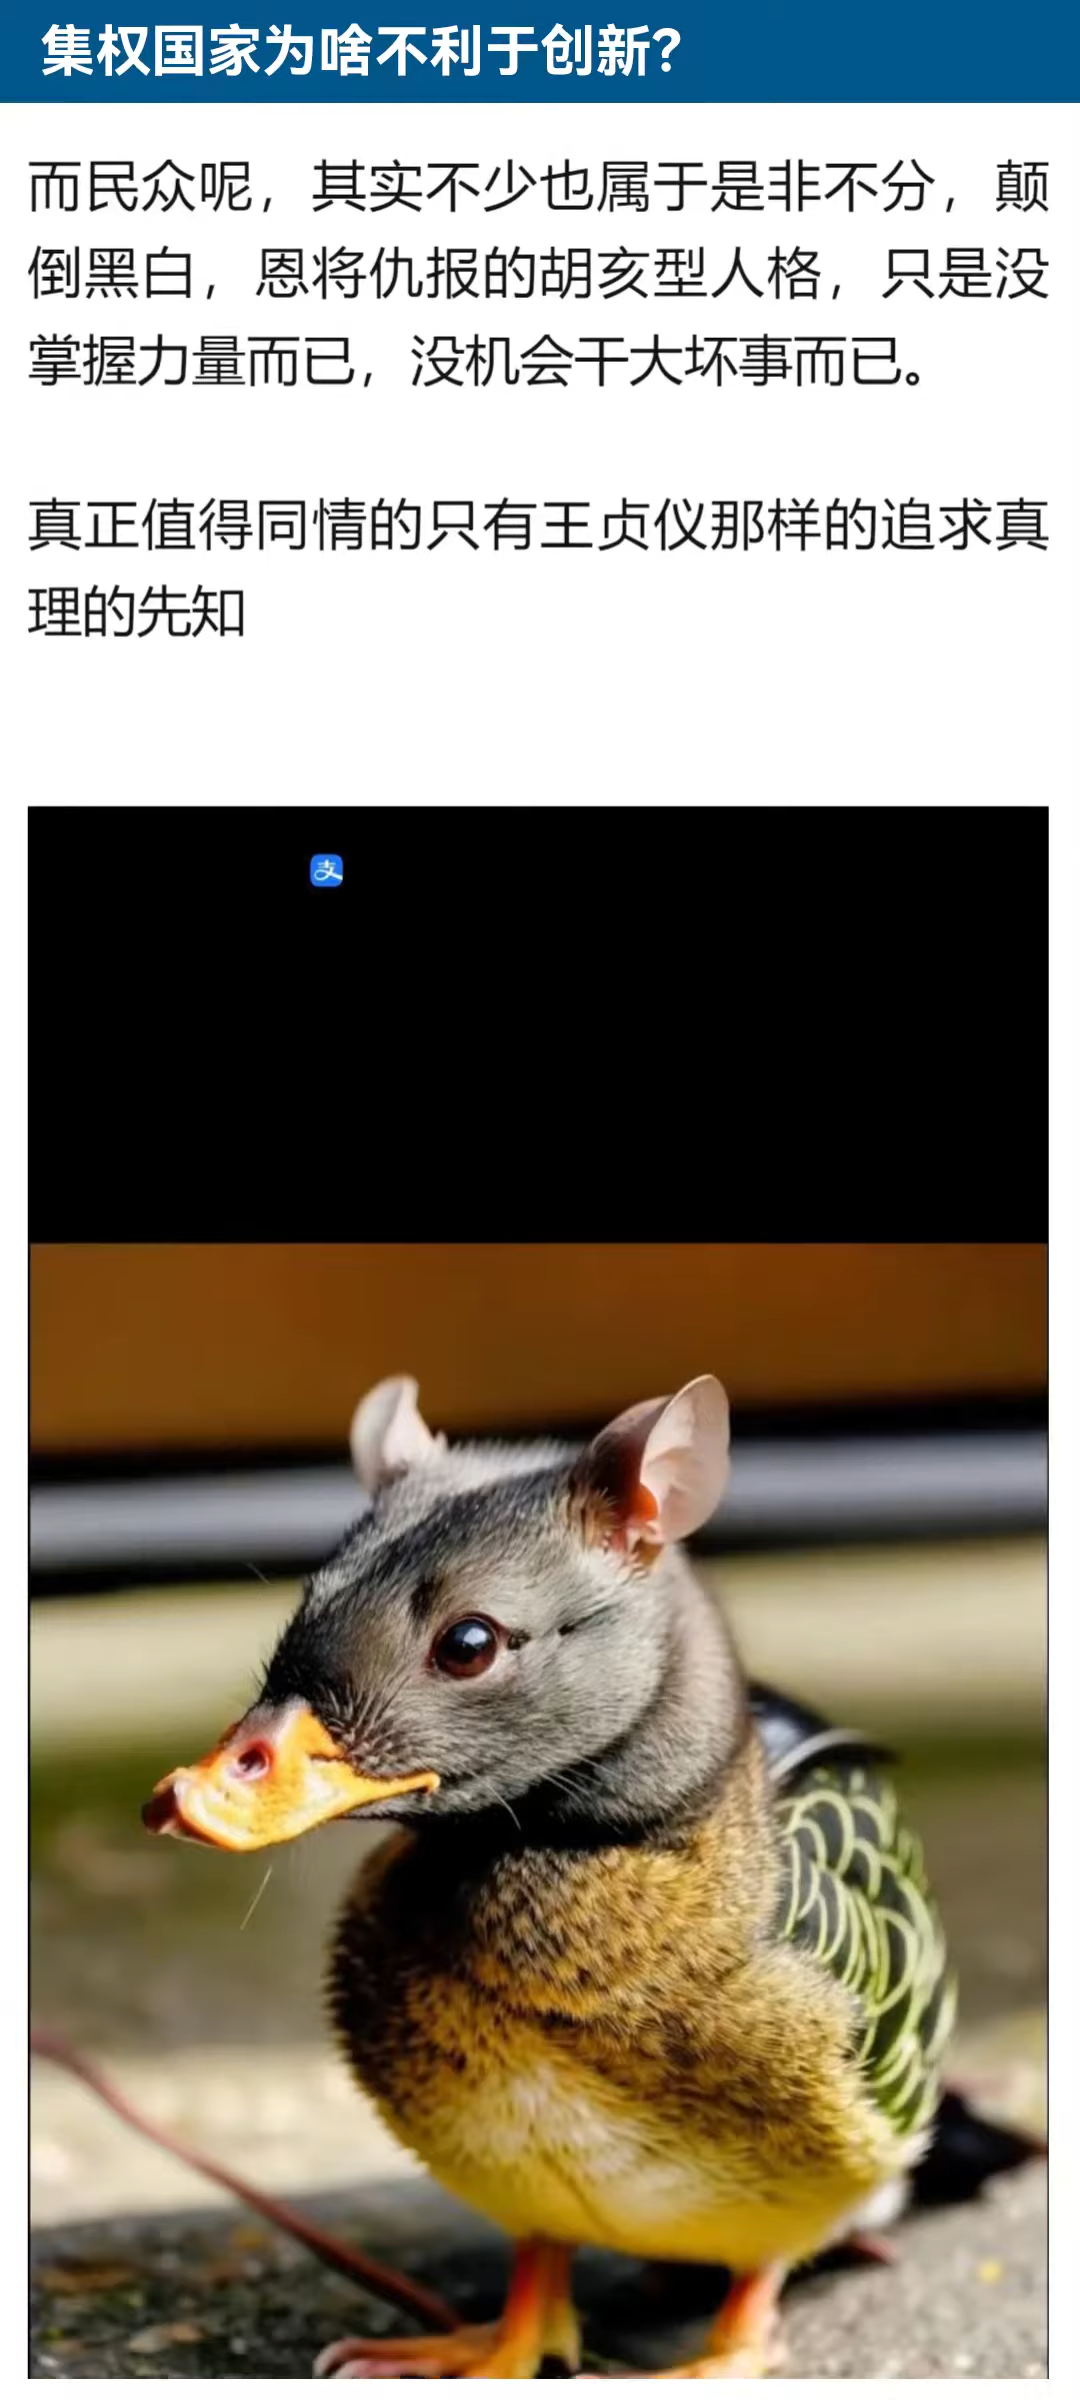 集权国家为啥不利于创新？
而民众呢，其实不少也属于是非不分，颠
倒黑白，恩将仇报的胡亥型人格，只是没
掌握力量而已，没机会干大坏事而已。
真正值得同情的只有王贞仪那样的追求真
理的先知
支